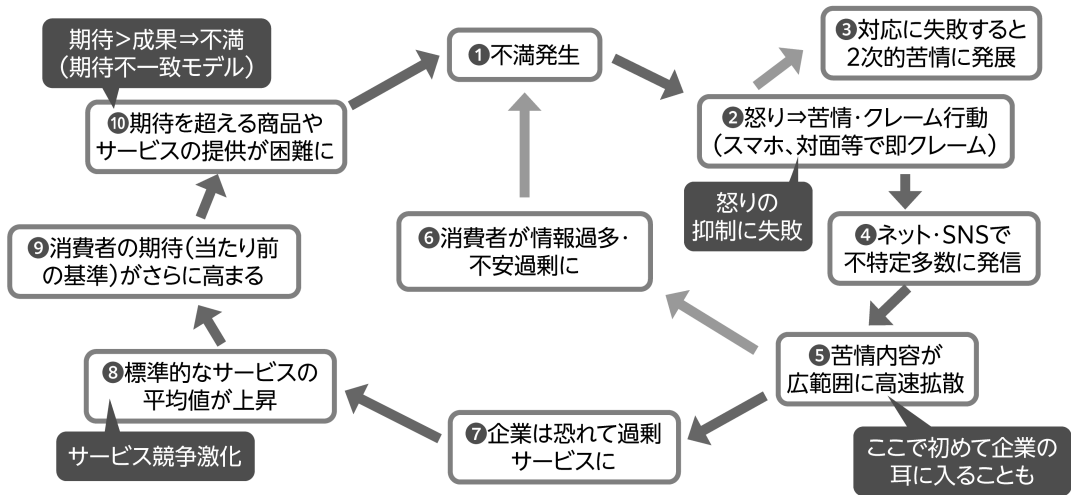 ❶不満発生
❷怒り⇒苦情・クレーム行動
(スマホ、対面等で即クレーム)
怒りの
抑制に失敗
❸対応に失敗すると
2次的苦情に発展
❹ネット・SNSで
不特定多数に発信
❺苦情内容が
広範囲に高速拡散
ここで初めて企業の
耳に入ることも
❻消費者が情報過多・
不安過剰に
❼企業は恐れて過剰
サービスに
❽標準的なサービスの
平均値が上昇
サービス競争激化
❾消費者の期待(当たり前
の基準)がさらに高まる
❿期待を超える商品や
サービスの提供が困難に
期待>成果⇒不満
(期待不一致モデル)